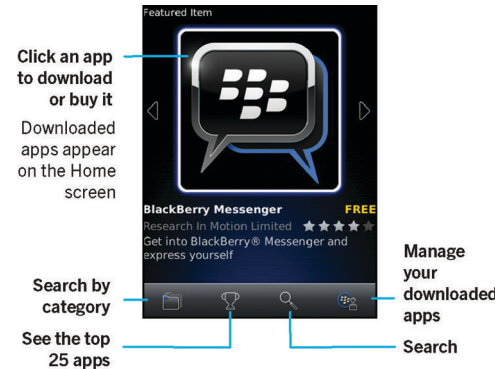 Featured Item
Click an app
to download
or buy it
Downloaded
apps appear
on the Home
screen
BlackBerry Messenger FREE
Research In Motion Limited
Get into BlackBerry® Messenger and
express yourself
Search by
category
See the top
25 apps
Manage
your
downloaded
apps
Search